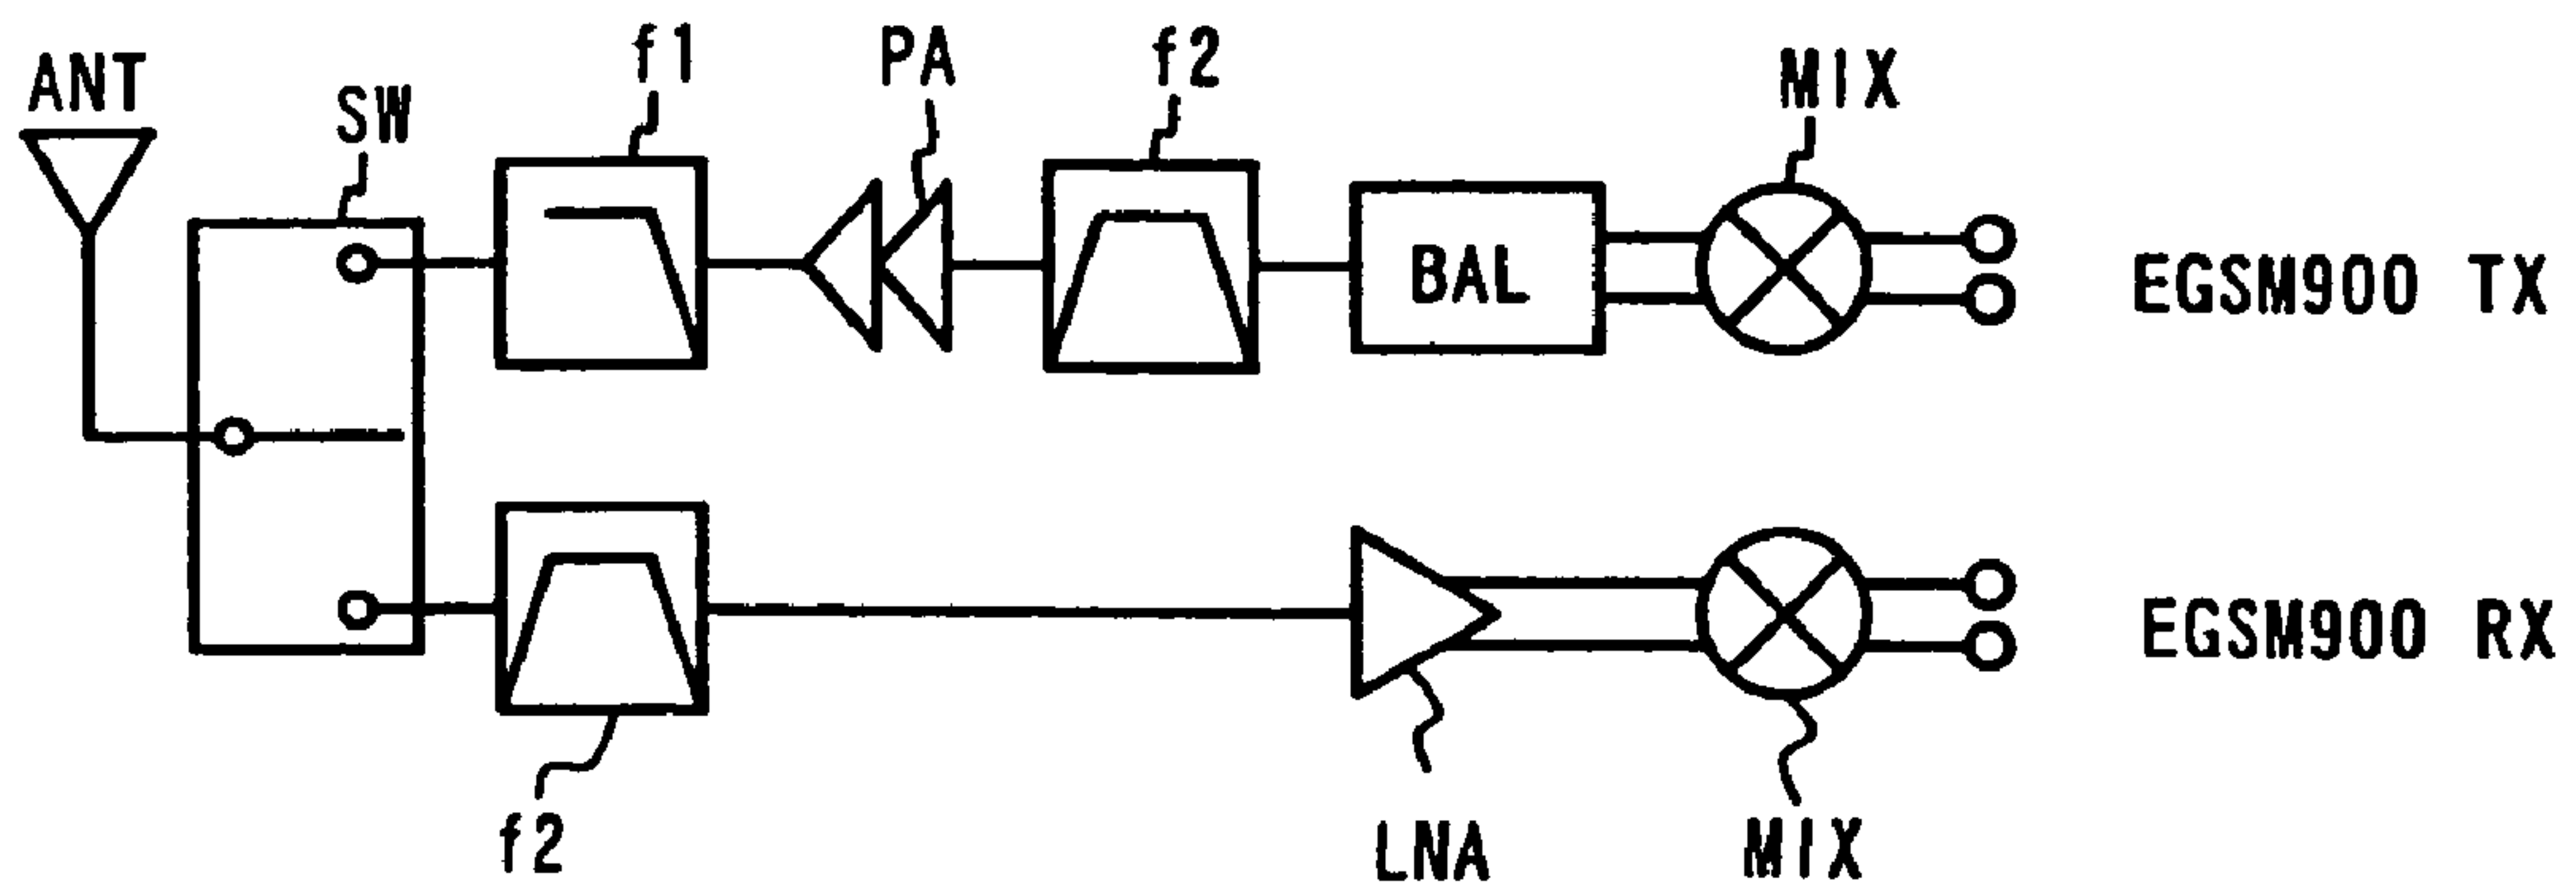 ANT
SW
f1
PA
f2
MIX
BAL
EGSM900 TX
EGSM900 RX
f2
LNA
MIX